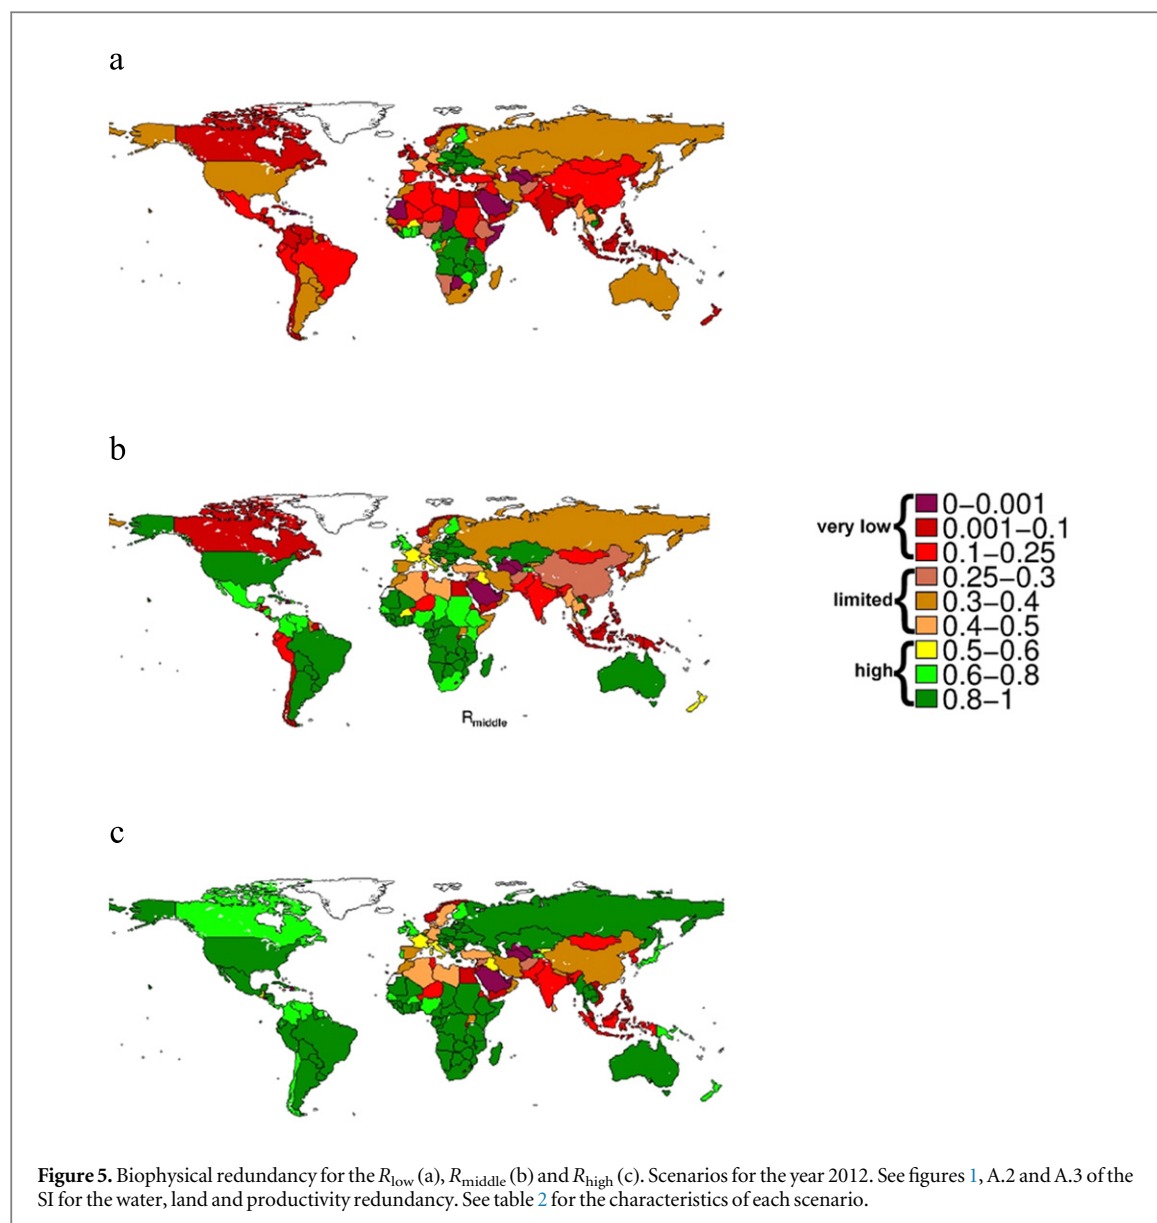 a
b
0−0.001
very low
0.001−0.1
0.1−0.25
0.25−0.3
limited
0.3−0.4
0.4−0.5
0.5−0.6
high
0.6−0.8
0.8−1
Rmiddle
c
Figure 5. Biophysical redundancy for the Rlow (a), Rmiddle (b) and Rhigh (c). Scenarios for the year 2012. See figures 1, A.2 and A.3 of the
SI for the water, land and productivity redundancy. See table 2 for the characteristics of each scenario.